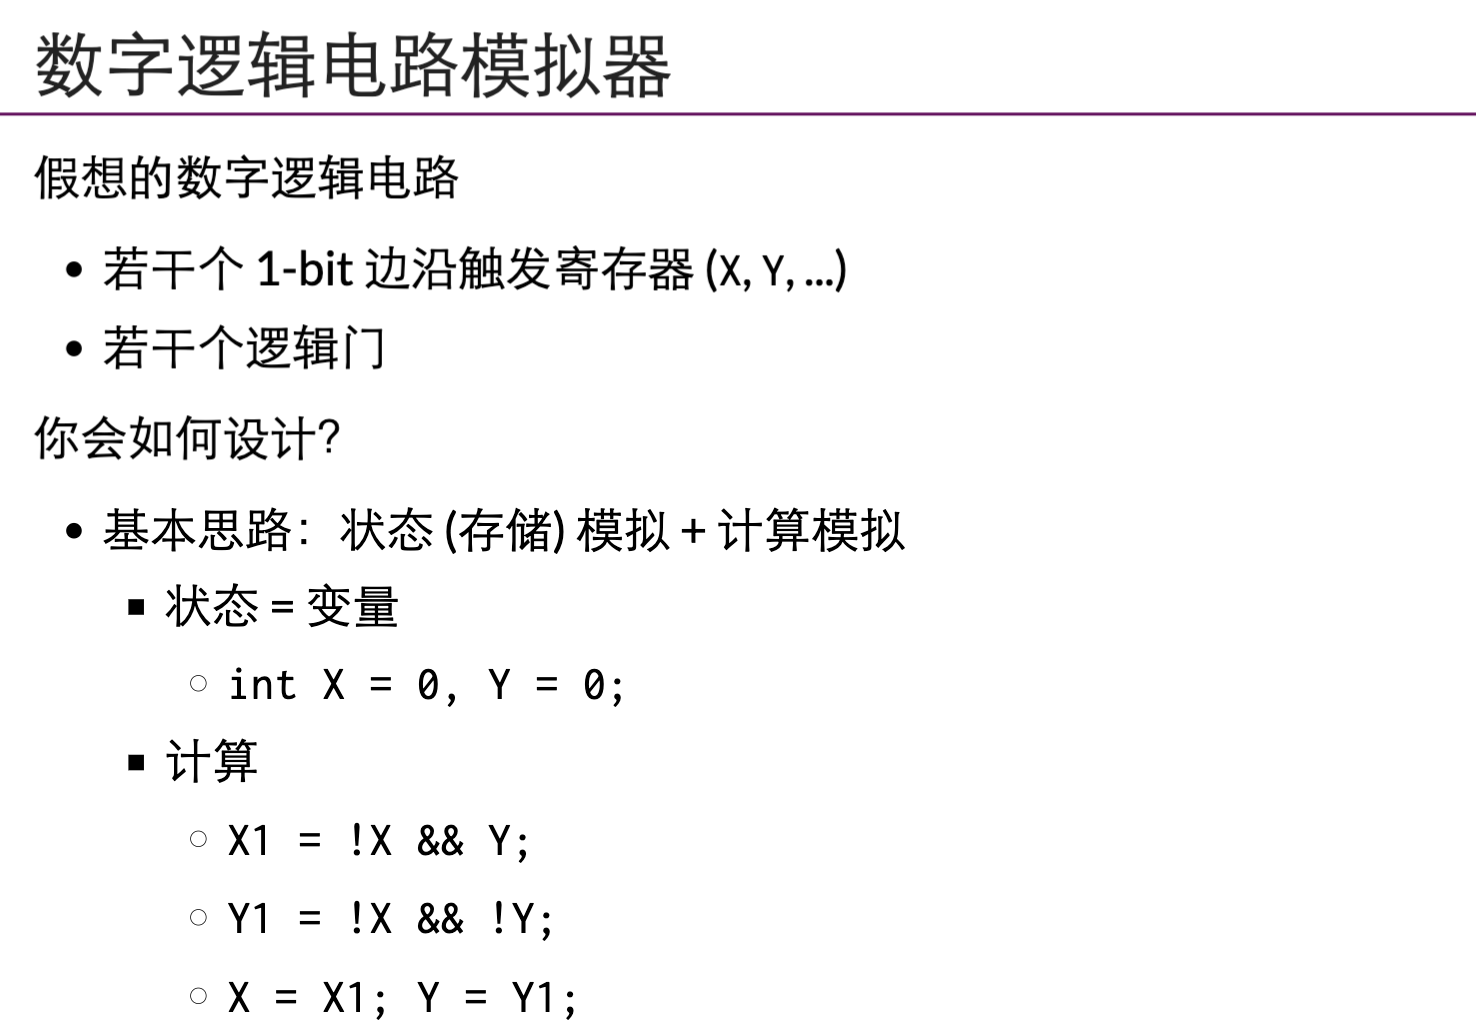 数字逻辑电路模拟器
假想的数字逻辑电路
• 若干个 1-bit 边沿触发寄存器 (X, Y, ...)
• 若干个逻辑门
你会如何设计?
• 基本思路：状态 (存储) 模拟 + 计算模拟
▪ 状态 = 变量
○ int X = 0, Y = 0;
▪ 计算
○ X1 = !X && Y;
○ Y1 = !X && !Y;
○ X = X1; Y = Y1;